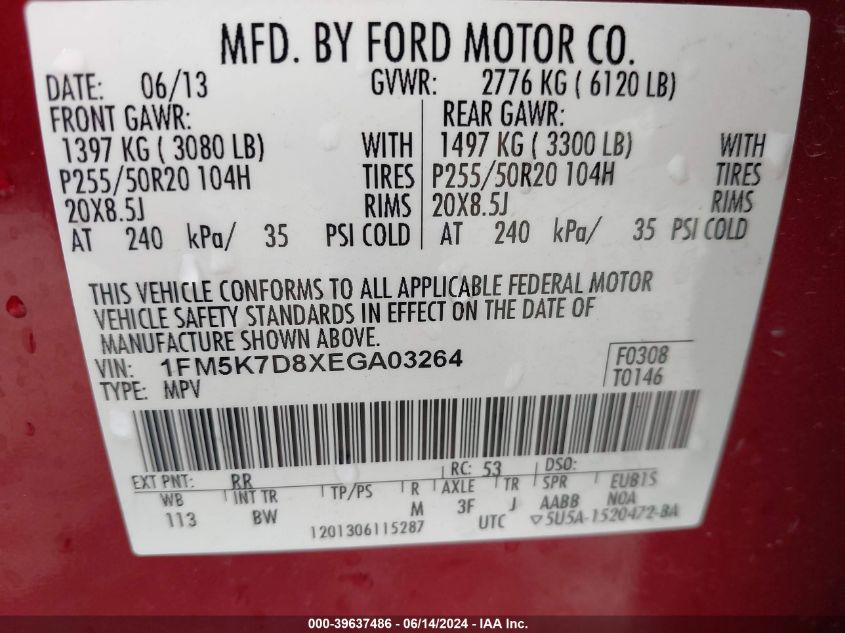 MFD. BY FORD MOTOR CO.
DATE: 06/13 GVWR: 2776 KG ( 6120 LB)
FRONT GAWR: REAR GAWR:
1397 KG ( 3080 LB) WITH 1497 KG ( 3300 LB) WITH
P255/50R20 104H TIRES P255/50R20 104H TIRES
20X8.5J RIMS 20X8.5J RIMS
AT 240 kPa/ 35 PSI COLD AT 240 kPa/ 35 PSI COLD
THIS VEHICLE CONFORMS TO ALL APPLICABLE FEDERAL MOTOR
VEHICLE SAFETY STANDARDS IN EFFECT ON THE DATE OF
MANUFACTURE SHOWN ABOVE.
VIN: 1FM5K7D8XEGA03264 F0308
TYPE: MPV T0146
EXT PNT: RR RC: 53 DSO:
WB INT TR TP/PS R AXLE TR SPR EUB1S
113 BW M 3F J AABB NOA
1201306115287 UTC ▽5U5A-1520472-BA
000-39637486 - 06/14/2024 - IAAI Inc.